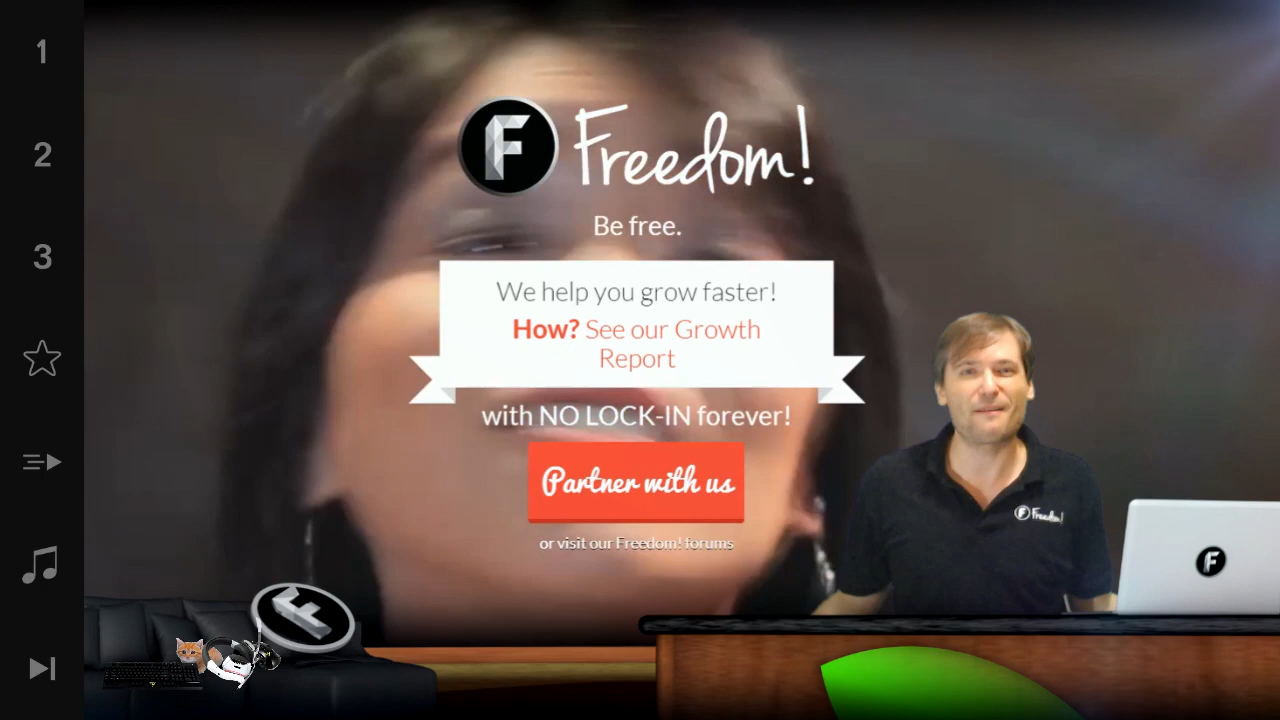 1
2
3
F Freedom!
Be free.
We help you grow faster!
How? See our Growth
Report
with NO LOCK-IN forever!
Partner with us
or visit our Freedom! forums
F Freedom!
F
F